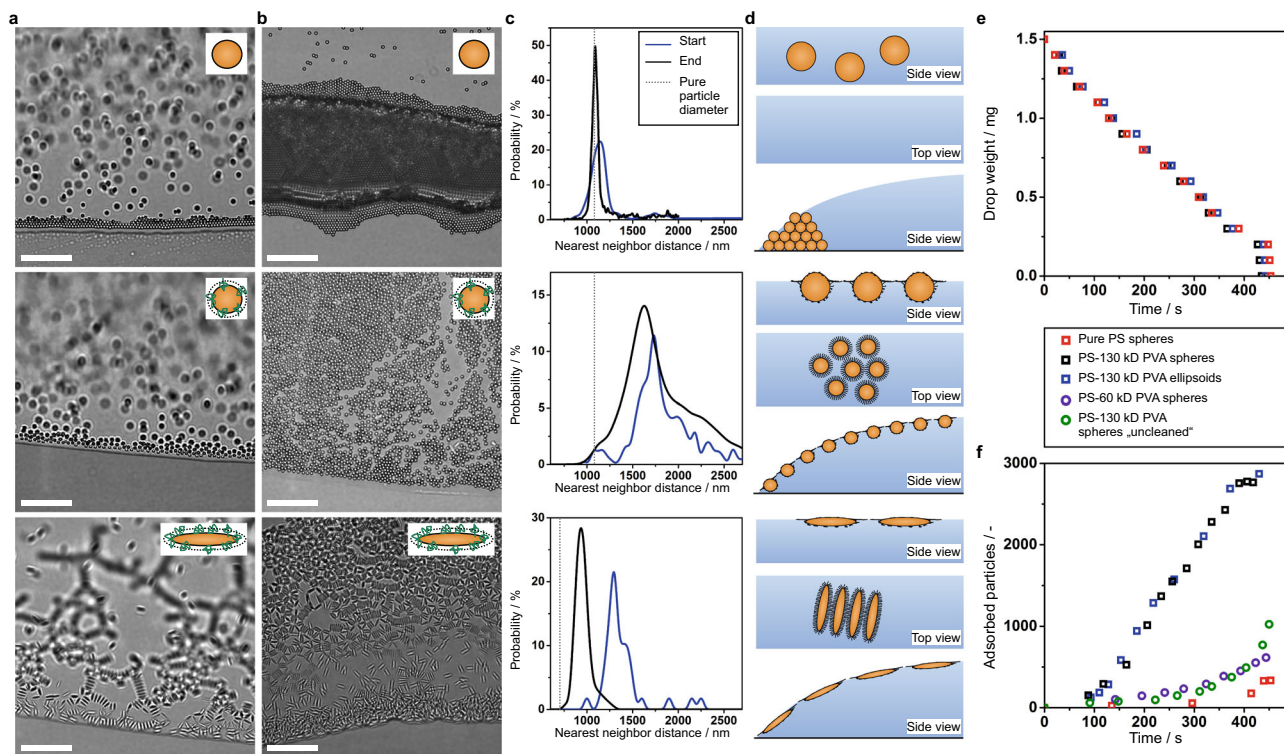 a
b
c
d
e
50
40
30
20
10
0
Probability / %
Start
End
Pure
particle
diameter
1000 1500 2000 2500
Nearest neighbor distance / nm
15
10
5
0
Probability / %
1000 1500 2000 2500
Nearest neighbor distance / nm
30
20
10
0
Probability / %
1000 1500 2000 2500
Nearest neighbor distance / nm
Side view
Top view
Side view
Side view
Top view
Side view
Side view
Top view
Side view
1.5
1.0
0.5
0.0
Drop weight / mg
0 100 200 300 400
Time / s
Pure PS spheres
PS-130 kD PVA spheres
PS-130 kD PVA ellipsoids
PS-60 kD PVA spheres
PS-130 kD PVA
spheres „uncleaned“
f
3000
2000
1000
0
Adsorbed particles / -
0 100 200 300 400
Time / s